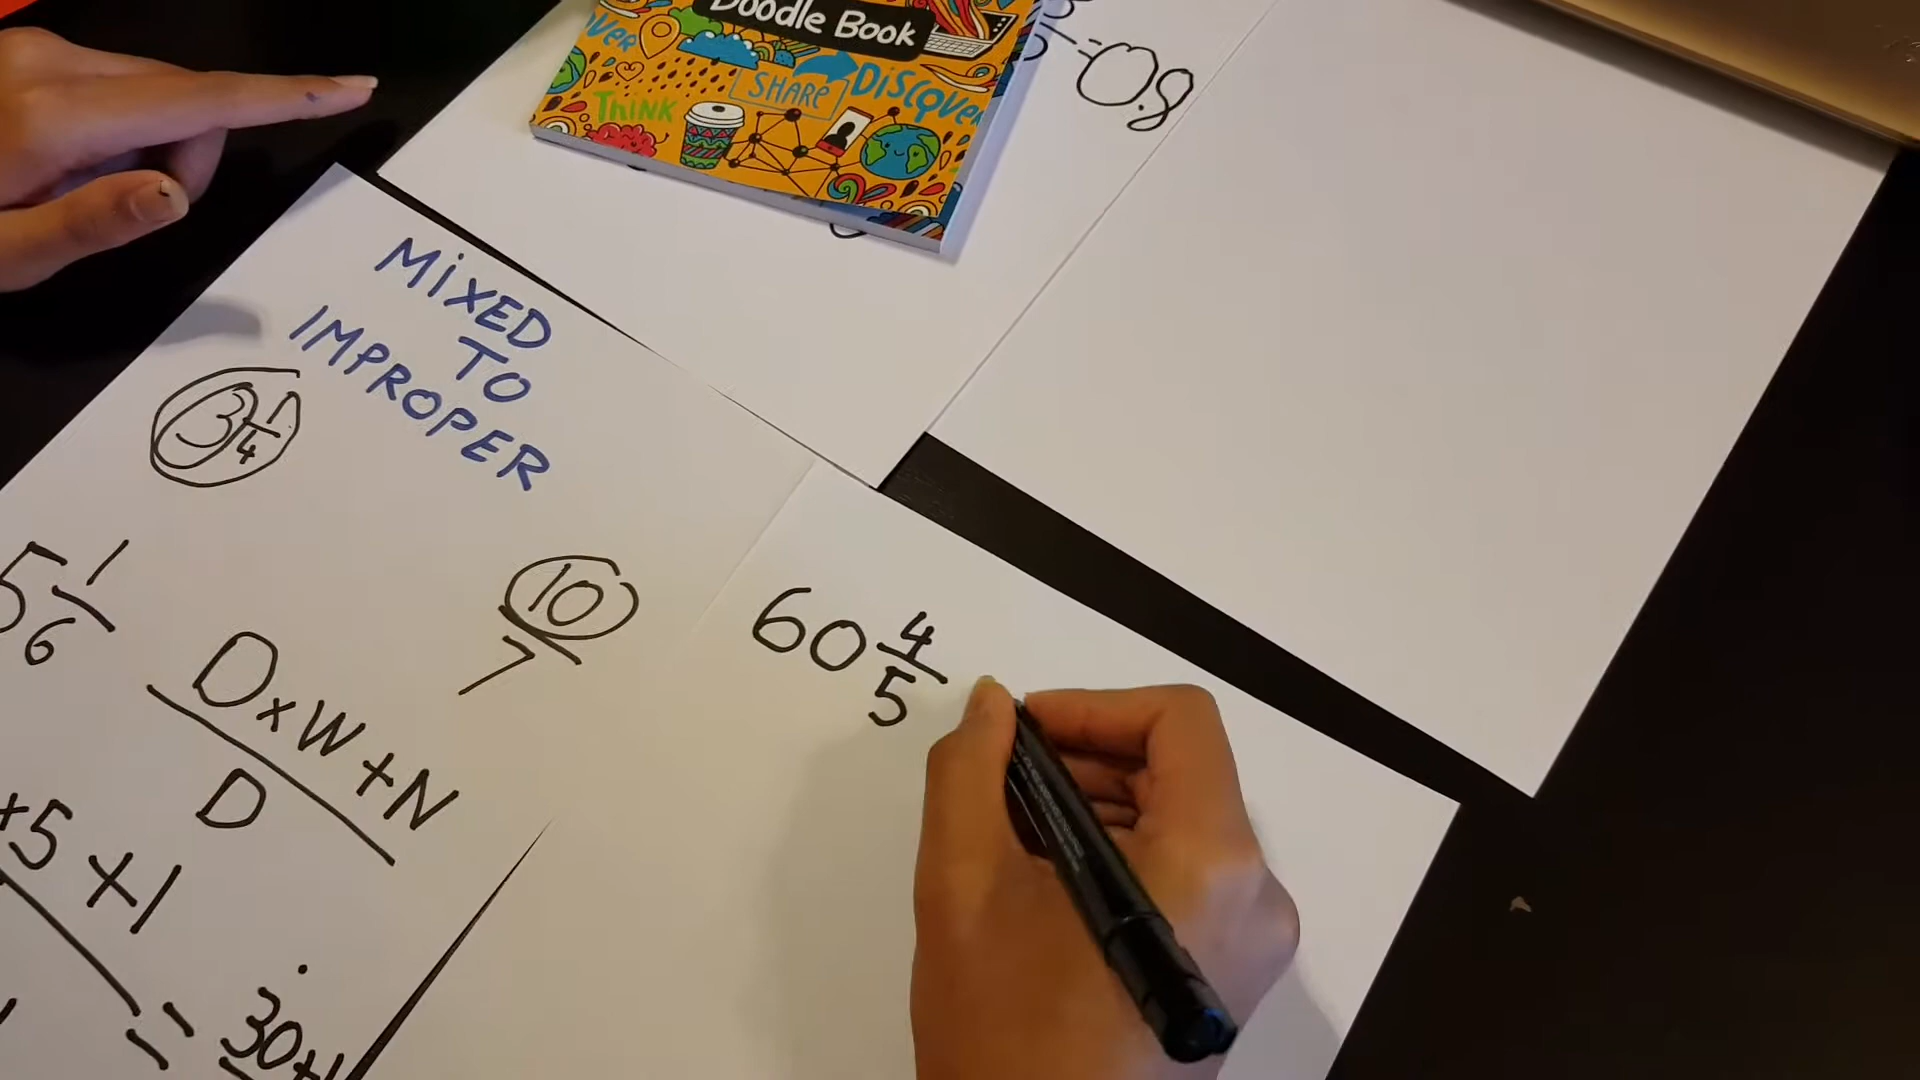 Doodle Book
SHARE
DiSCOVER
THiNK
= 0.8
MiXED
TO
IMPROPER
3 1/4
5 1/6
10/7
D×W+N
D
60 4/5
+5+1
=
30+1